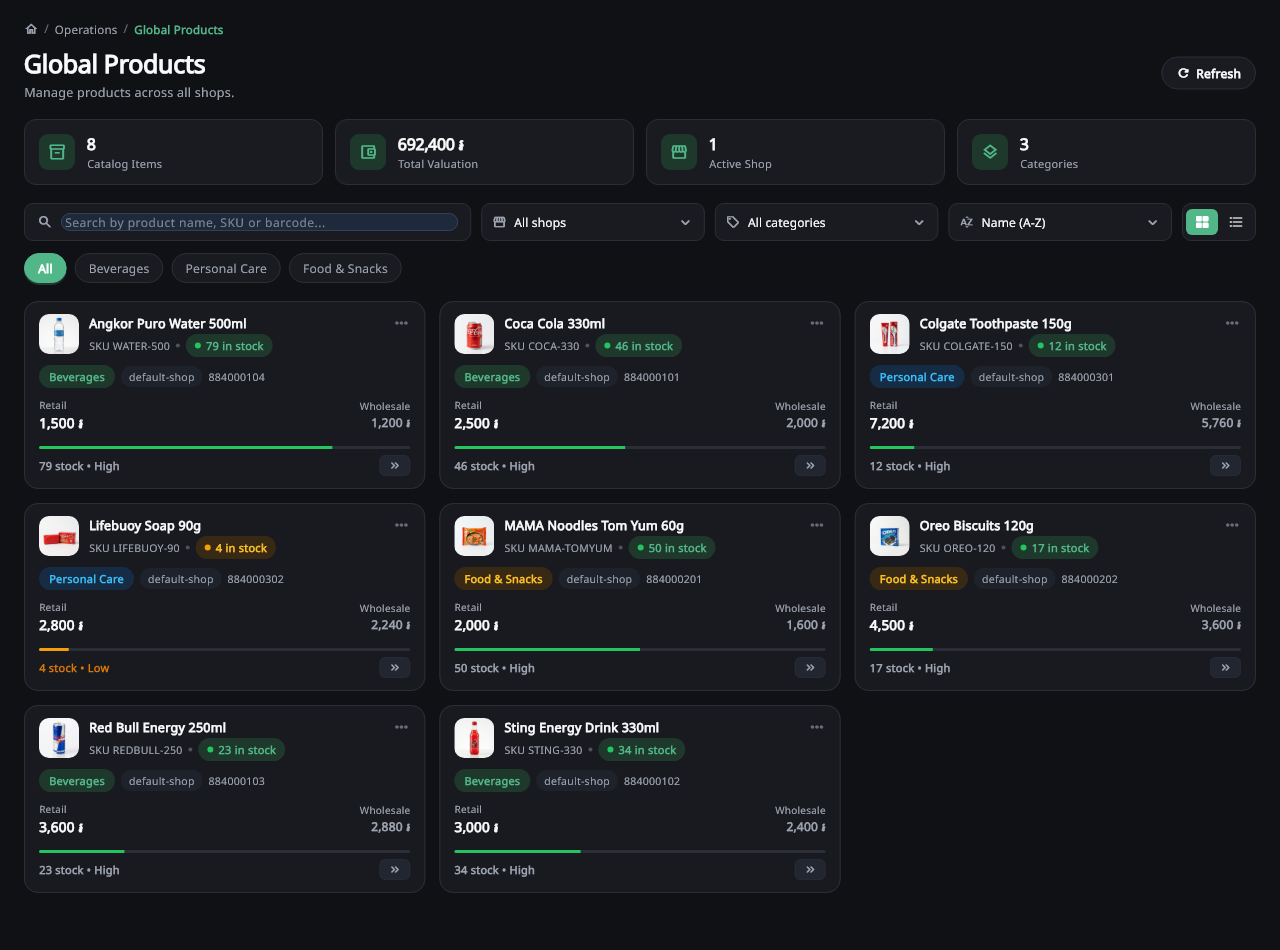 / Operations / Global Products
Global Products
Manage products across all shops.
Refresh
8
Catalog Items
692,400 ៛
Total Valuation
1
Active Shop
3
Categories
Search by product name, SKU or barcode...
All shops
All categories
Name (A-Z)
All
Beverages
Personal Care
Food & Snacks
Angkor Puro Water 500ml
SKU WATER-500 • 79 in stock
Beverages default-shop 884000104
Retail Wholesale
1,500 ៛ 1,200 ៛
79 stock • High
Coca Cola 330ml
SKU COCA-330 • 46 in stock
Beverages default-shop 884000101
Retail Wholesale
2,500 ៛ 2,000 ៛
46 stock • High
Colgate Toothpaste 150g
SKU COLGATE-150 • 12 in stock
Personal Care default-shop 884000301
Retail Wholesale
7,200 ៛ 5,760 ៛
12 stock • High
Lifebuoy Soap 90g
SKU LIFEBUOY-90 • 4 in stock
Personal Care default-shop 884000302
Retail Wholesale
2,800 ៛ 2,240 ៛
4 stock • Low
MAMA Noodles Tom Yum 60g
SKU MAMA-TOMYUM • 50 in stock
Food & Snacks default-shop 884000201
Retail Wholesale
2,000 ៛ 1,600 ៛
50 stock • High
Oreo Biscuits 120g
SKU OREO-120 • 17 in stock
Food & Snacks default-shop 884000202
Retail Wholesale
4,500 ៛ 3,600 ៛
17 stock • High
Red Bull Energy 250ml
SKU REDBULL-250 • 23 in stock
Beverages default-shop 884000103
Retail Wholesale
3,600 ៛ 2,880 ៛
23 stock • High
Sting Energy Drink 330ml
SKU STING-330 • 34 in stock
Beverages default-shop 884000102
Retail Wholesale
3,000 ៛ 2,400 ៛
34 stock • High